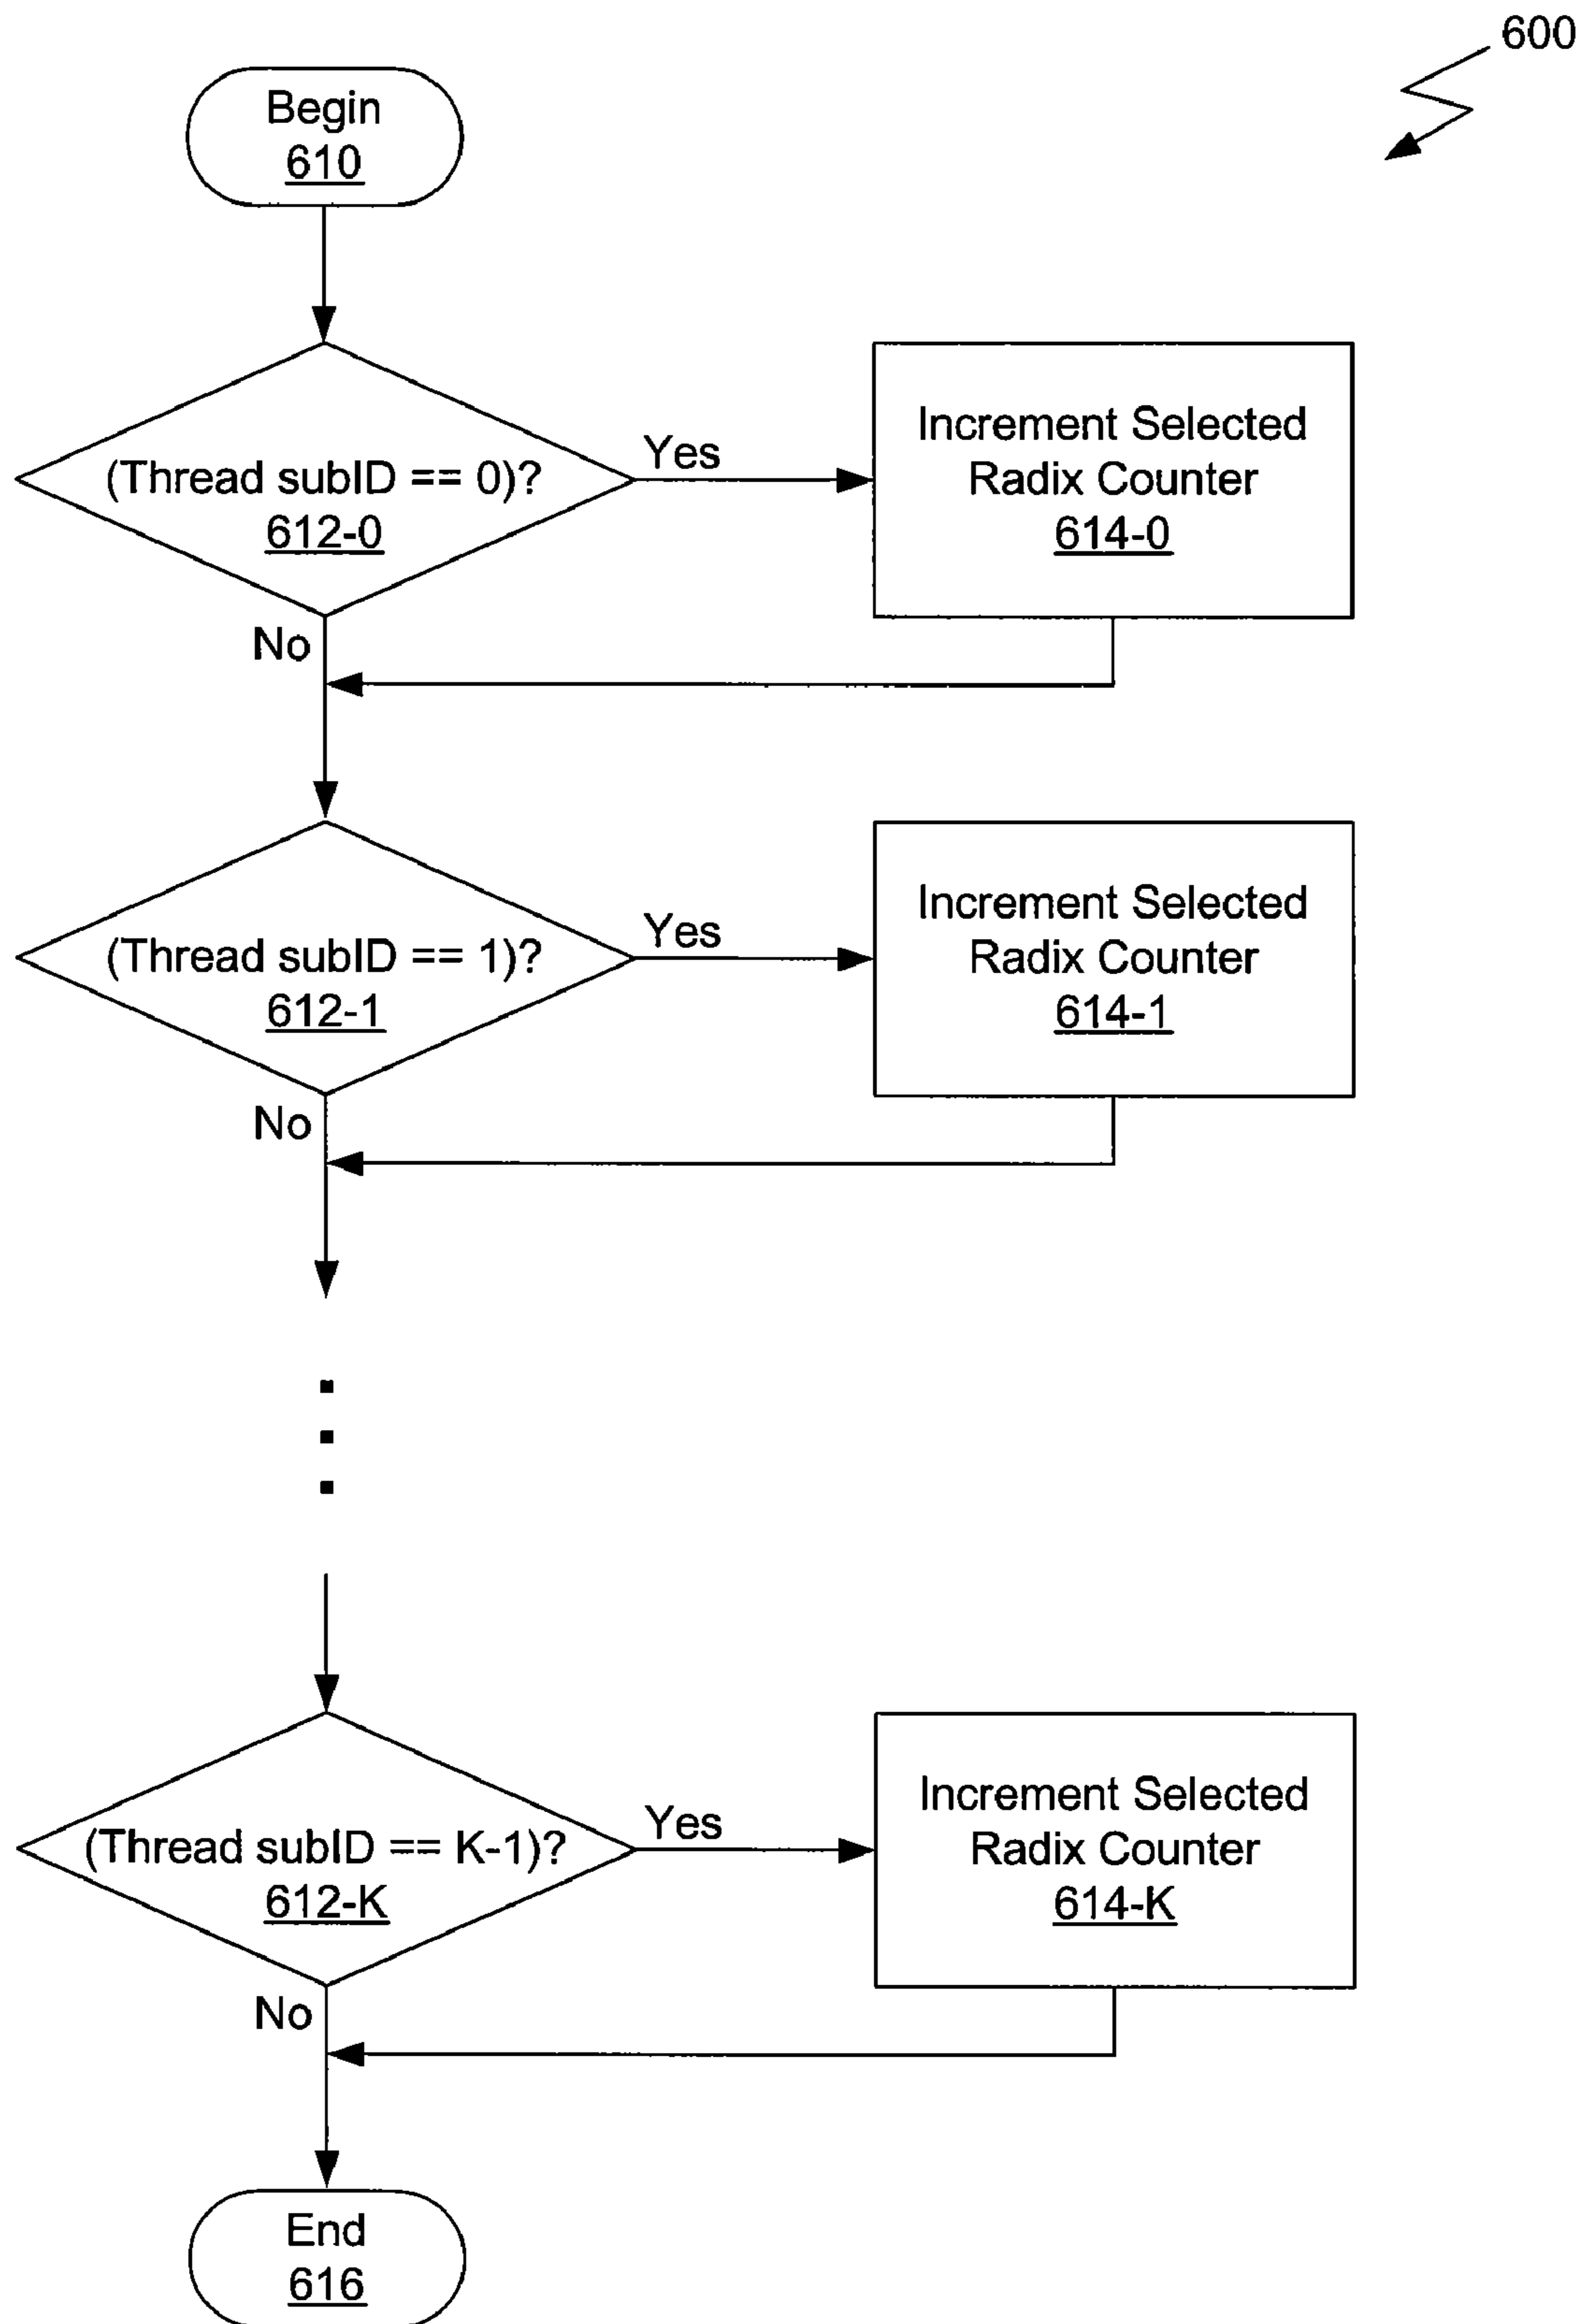 600
Begin
610
(Thread subID == 0)?
612-0
Yes
Increment Selected
Radix Counter
614-0
No
(Thread subID == 1)?
612-1
Yes
Increment Selected
Radix Counter
614-1
No
(Thread subID == K-1)?
612-K
Yes
Increment Selected
Radix Counter
614-K
No
End
616